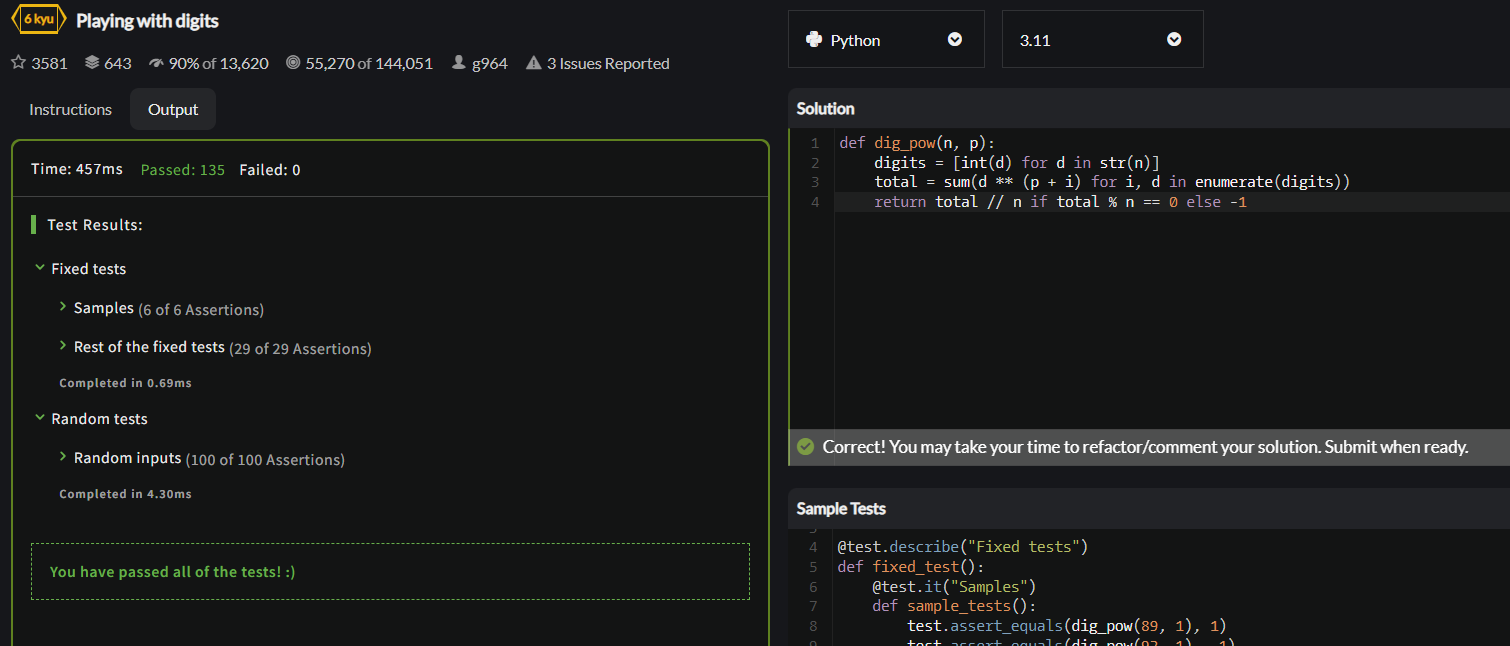 6 kyu Playing with digits
3581 643 90% of 13,620 55,270 of 144,051 g964 3 Issues Reported
Instructions Output
Time: 457ms Passed: 135 Failed: 0
Test Results:
Fixed tests
Samples (6 of 6 Assertions)
Rest of the fixed tests (29 of 29 Assertions)
Completed in 0.69ms
Random tests
Random inputs (100 of 100 Assertions)
Completed in 4.30ms
You have passed all of the tests! :)
Python 3.11
Solution
1 def dig_pow(n, p):
2 digits = [int(d) for d in str(n)]
3 total = sum(d ** (p + i) for i, d in enumerate(digits))
4 return total // n if total % n == 0 else -1
Correct! You may take your time to refactor/comment your solution. Submit when ready.
Sample Tests
4 @test.describe("Fixed tests")
5 def fixed_test():
6 @test.it("Samples")
7 def sample_tests():
8 test.assert_equals(dig_pow(89, 1), 1)